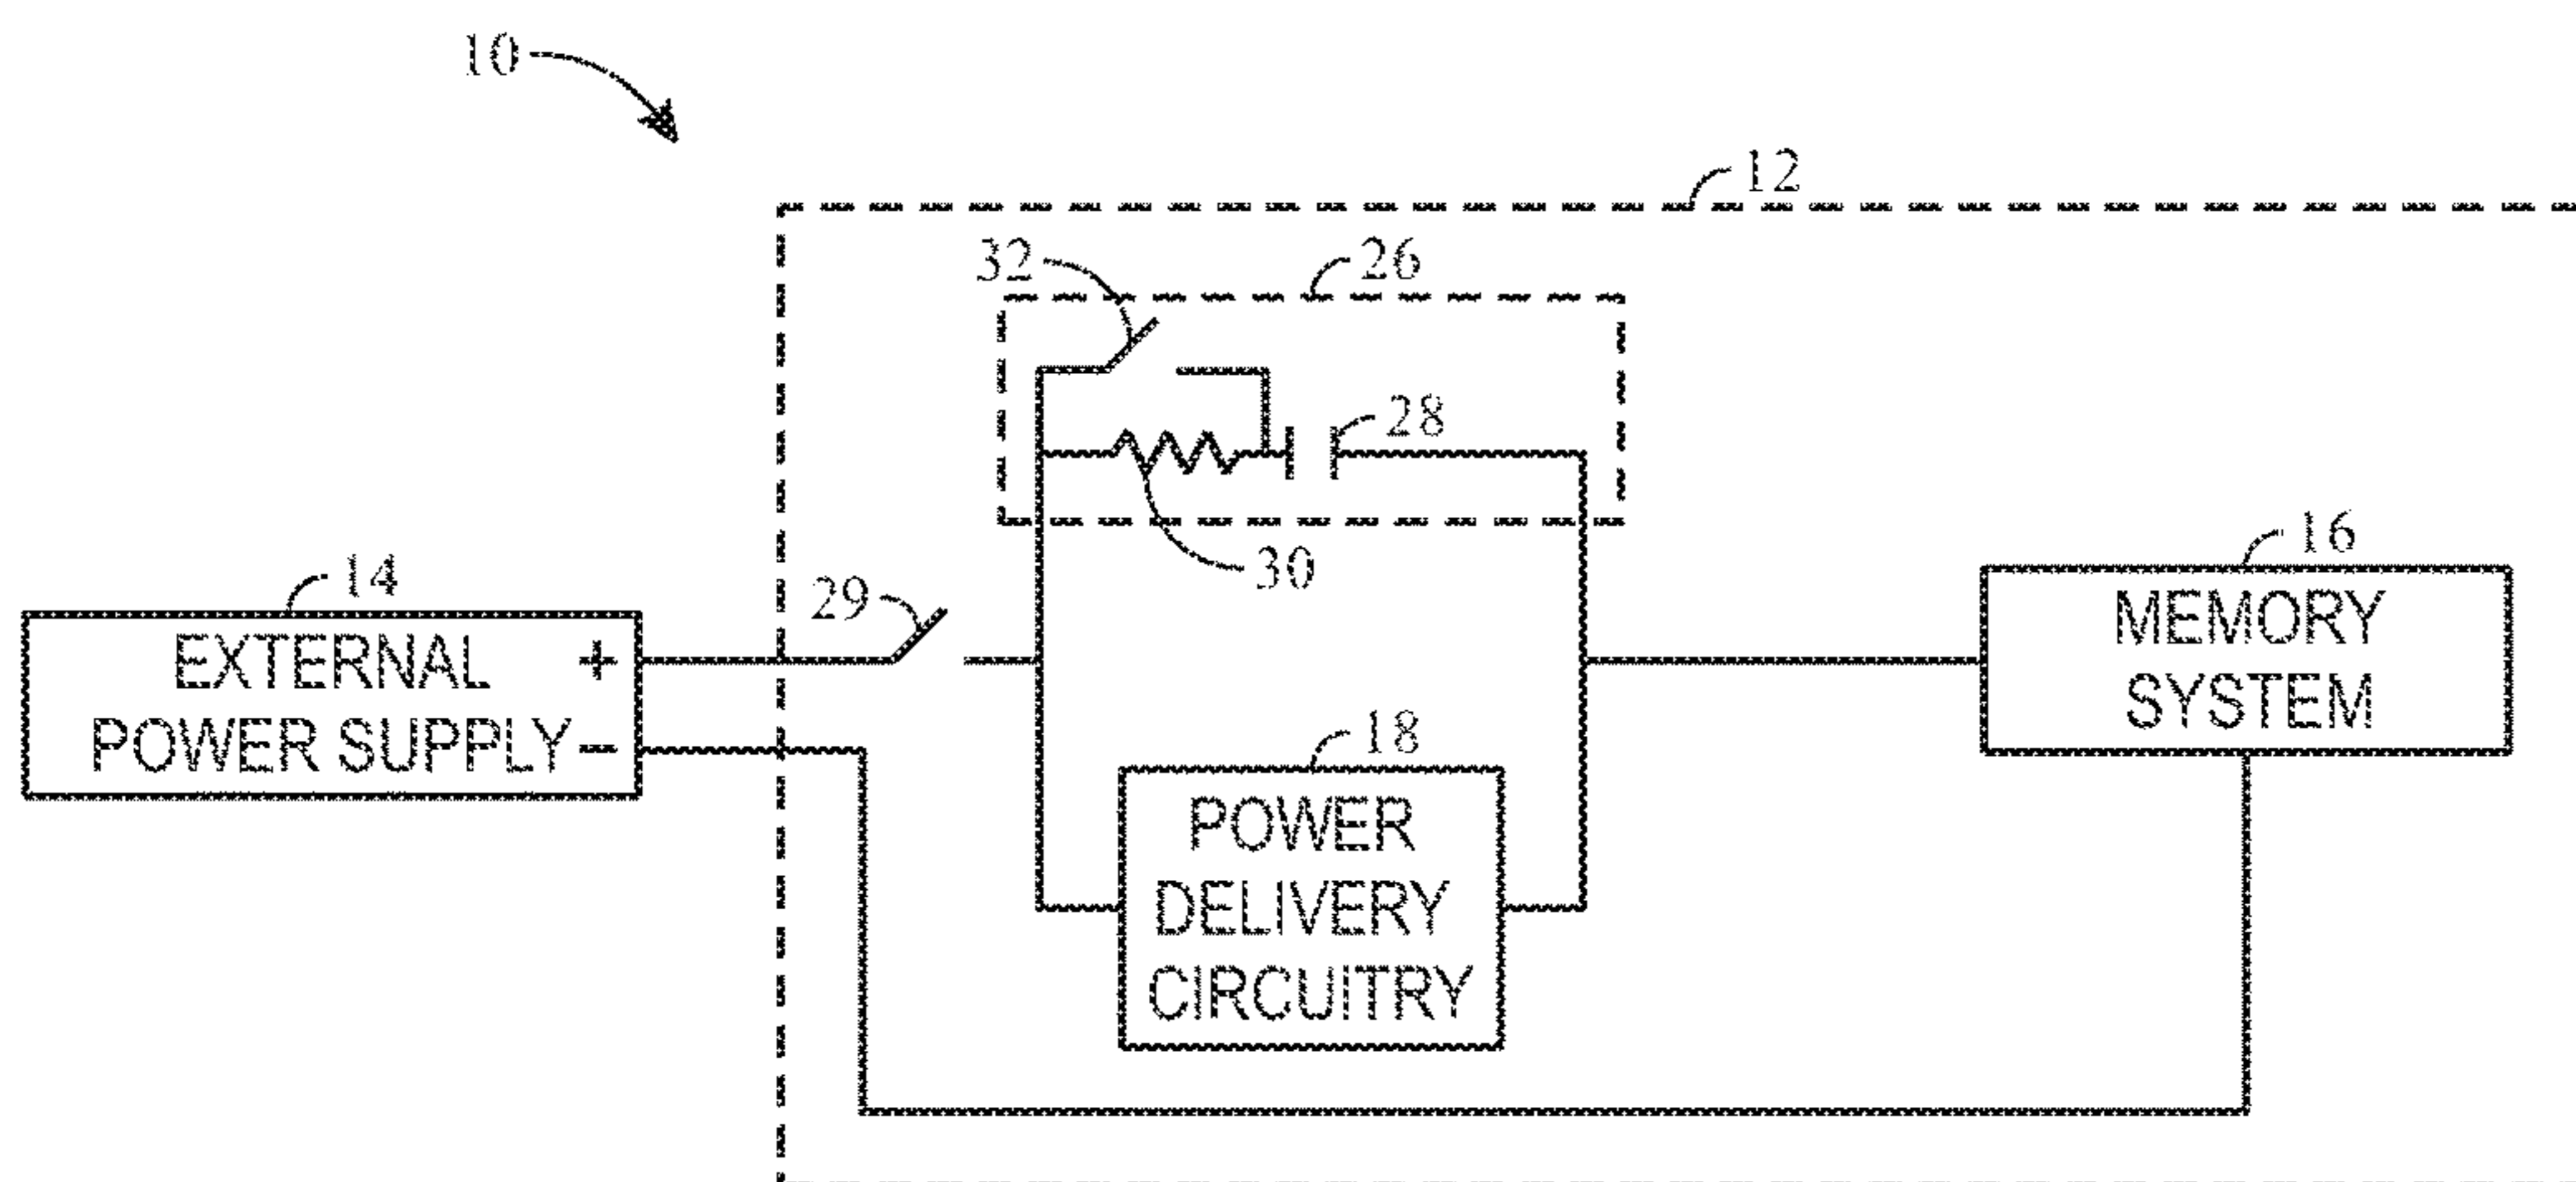 10
12
32
26
28
30
14
29
16
EXTERNAL +
POWER SUPPLY -
MEMORY
SYSTEM
18
POWER
DELIVERY
CIRCUITRY